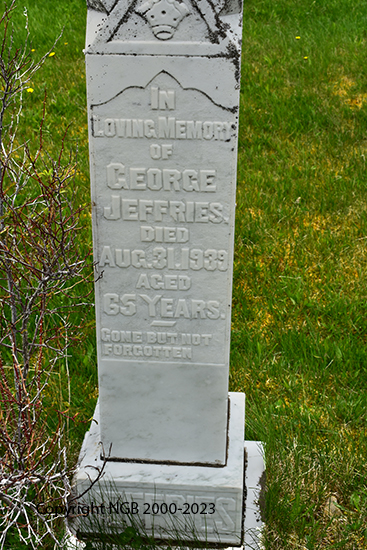 IN
LOVING MEMORY
OF
GEORGE
JEFFRIES.
DIED
AUG. 31. 1939
AGED
65 YEARS.
GONE BUT NOT
FORGOTTEN
Copyright NGB 2000-2023